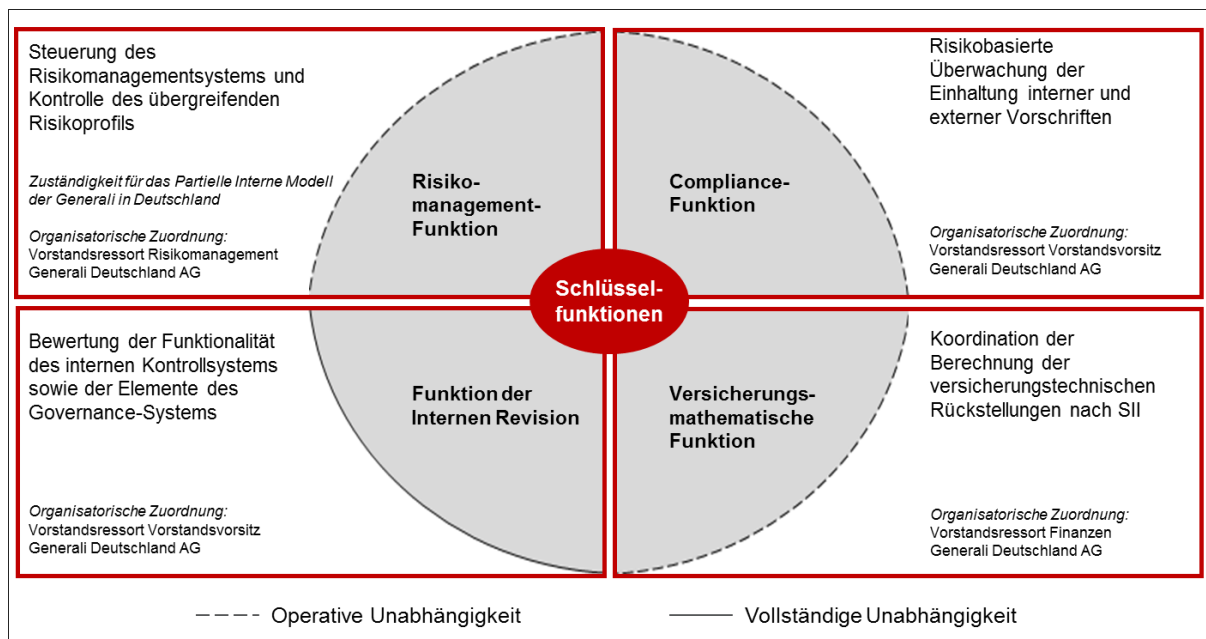 Steuerung des
Risikomanagementsystems und
Kontrolle des übergreifenden
Risikoprofils
Zuständigkeit für das Partielle Interne Modell
der Generali in Deutschland
Organisatorische Zuordnung:
Vorstandsressort Risikomanagement
Generali Deutschland AG
Risiko-
management-
Funktion
Compliance-
Funktion
Risikobasierte
Überwachung der
Einhaltung interner und
externer Vorschriften
Organisatorische Zuordnung:
Vorstandsressort Vorstandsvorsitz
Generali Deutschland AG
Schlüssel-
funktionen
Bewertung der Funktionalität
des internen Kontrollsystems
sowie der Elemente des
Governance-Systems
Organisatorische Zuordnung:
Vorstandsressort Vorstandsvorsitz
Generali Deutschland AG
Funktion der
Internen Revision
Versicherungs-
mathematische
Funktion
Koordination der
Berechnung der
versicherungstechnischen
Rückstellungen nach SII
Organisatorische Zuordnung:
Vorstandsressort Finanzen
Generali Deutschland AG
Operative Unabhängigkeit
Vollständige Unabhängigkeit